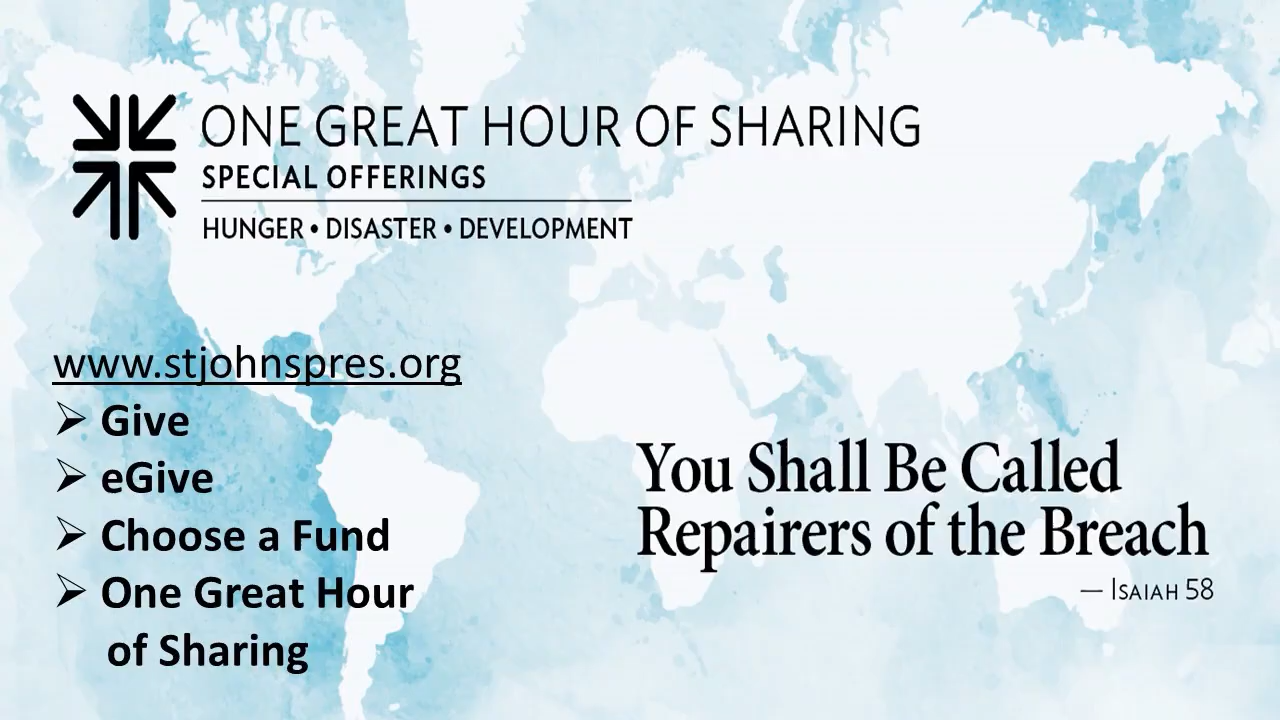 ONE GREAT HOUR OF SHARING
SPECIAL OFFERINGS
HUNGER • DISASTER • DEVELOPMENT
www.stjohnspres.org
➢ Give
➢ eGive
➢ Choose a Fund
➢ One Great Hour
of Sharing
You Shall Be Called
Repairers of the Breach
— Isaiah 58